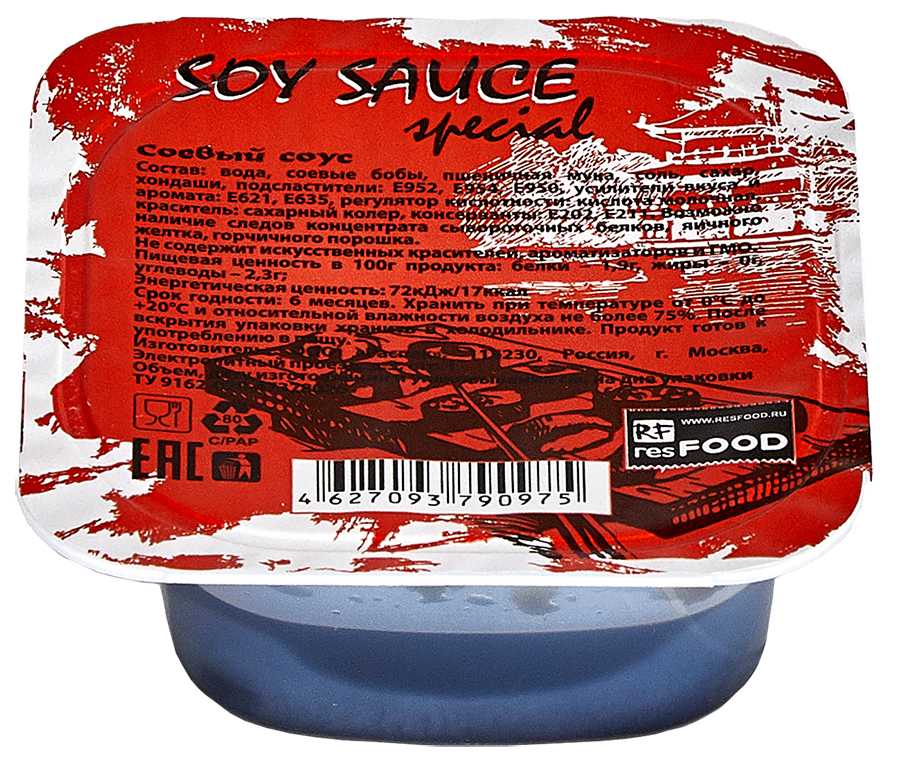 SOY SAUCE
special
Соевый соус
Состав: вода, соевые бобы, пшеничная мука, соль, сахар,
хондаши, подсластители: Е952, Е954, Е950, усилители вкуса и
аромата: Е621, Е635, регулятор кислотности: кислота молочная,
краситель: сахарный колер, консерванты: Е202, Е211. Возможно
наличие следов концентрата сывороточных белков, яичного
желтка, горчичного порошка.
Не содержит искусственных красителей, ароматизаторов и ГМО.
Пищевая ценность в 100г продукта: белки – 1,9г, жиры – 0г,
углеводы – 2,3г;
Энергетическая ценность: 72кДж/17ккал
Срок годности: 6 месяцев. Хранить при температуре от 0°С до
+20°С и относительной влажности воздуха не более 75%. После
вскрытия упаковки хранить в холодильнике. Продукт готов к
употреблению в пищу.
Изготовитель: Россия, г. Москва,
Объем, на дне упаковки
ТУ 9162
80
C/PAP
EAC
4 627093 790975
RF
WWW.RESFOOD.RU
resFOOD